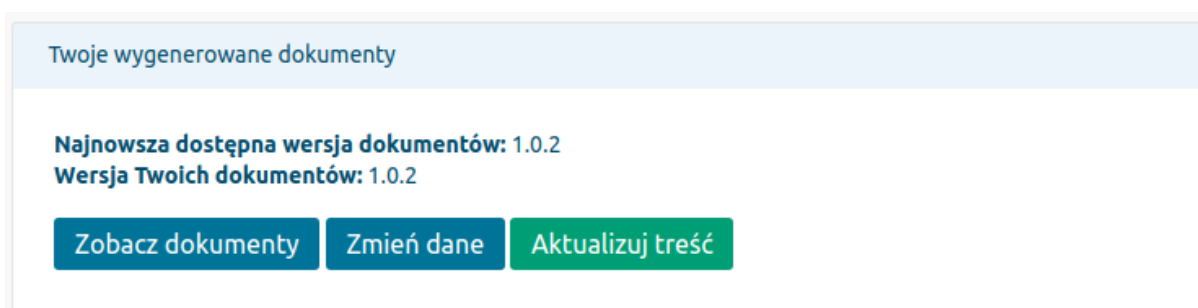 Twoje wygenerowane dokumenty
Najnowsza dostępna wersja dokumentów: 1.0.2
Wersja Twoich dokumentów: 1.0.2
Zobacz dokumenty Zmień dane Aktualizuj treść